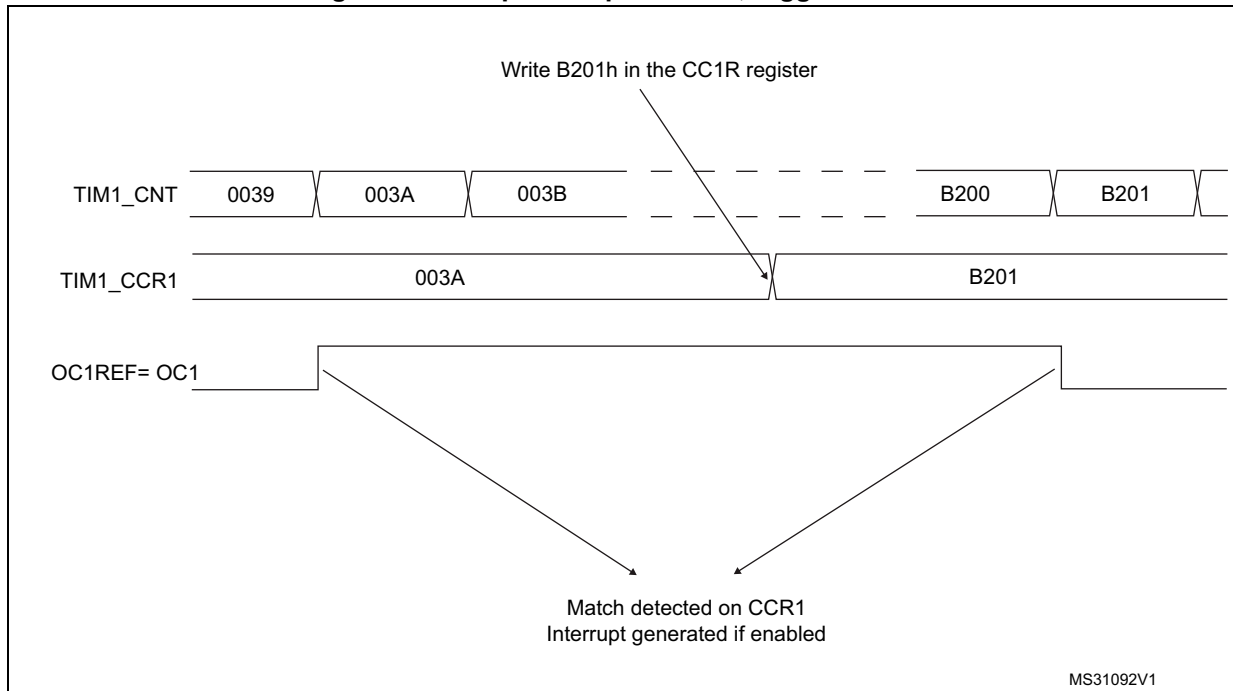 Write B201h in the CC1R register
TIM1_CNT 0039 003A 003B B200 B201
TIM1_CCR1 003A B201
OC1REF= OC1
Match detected on CCR1
Interrupt generated if enabled
MS31092V1